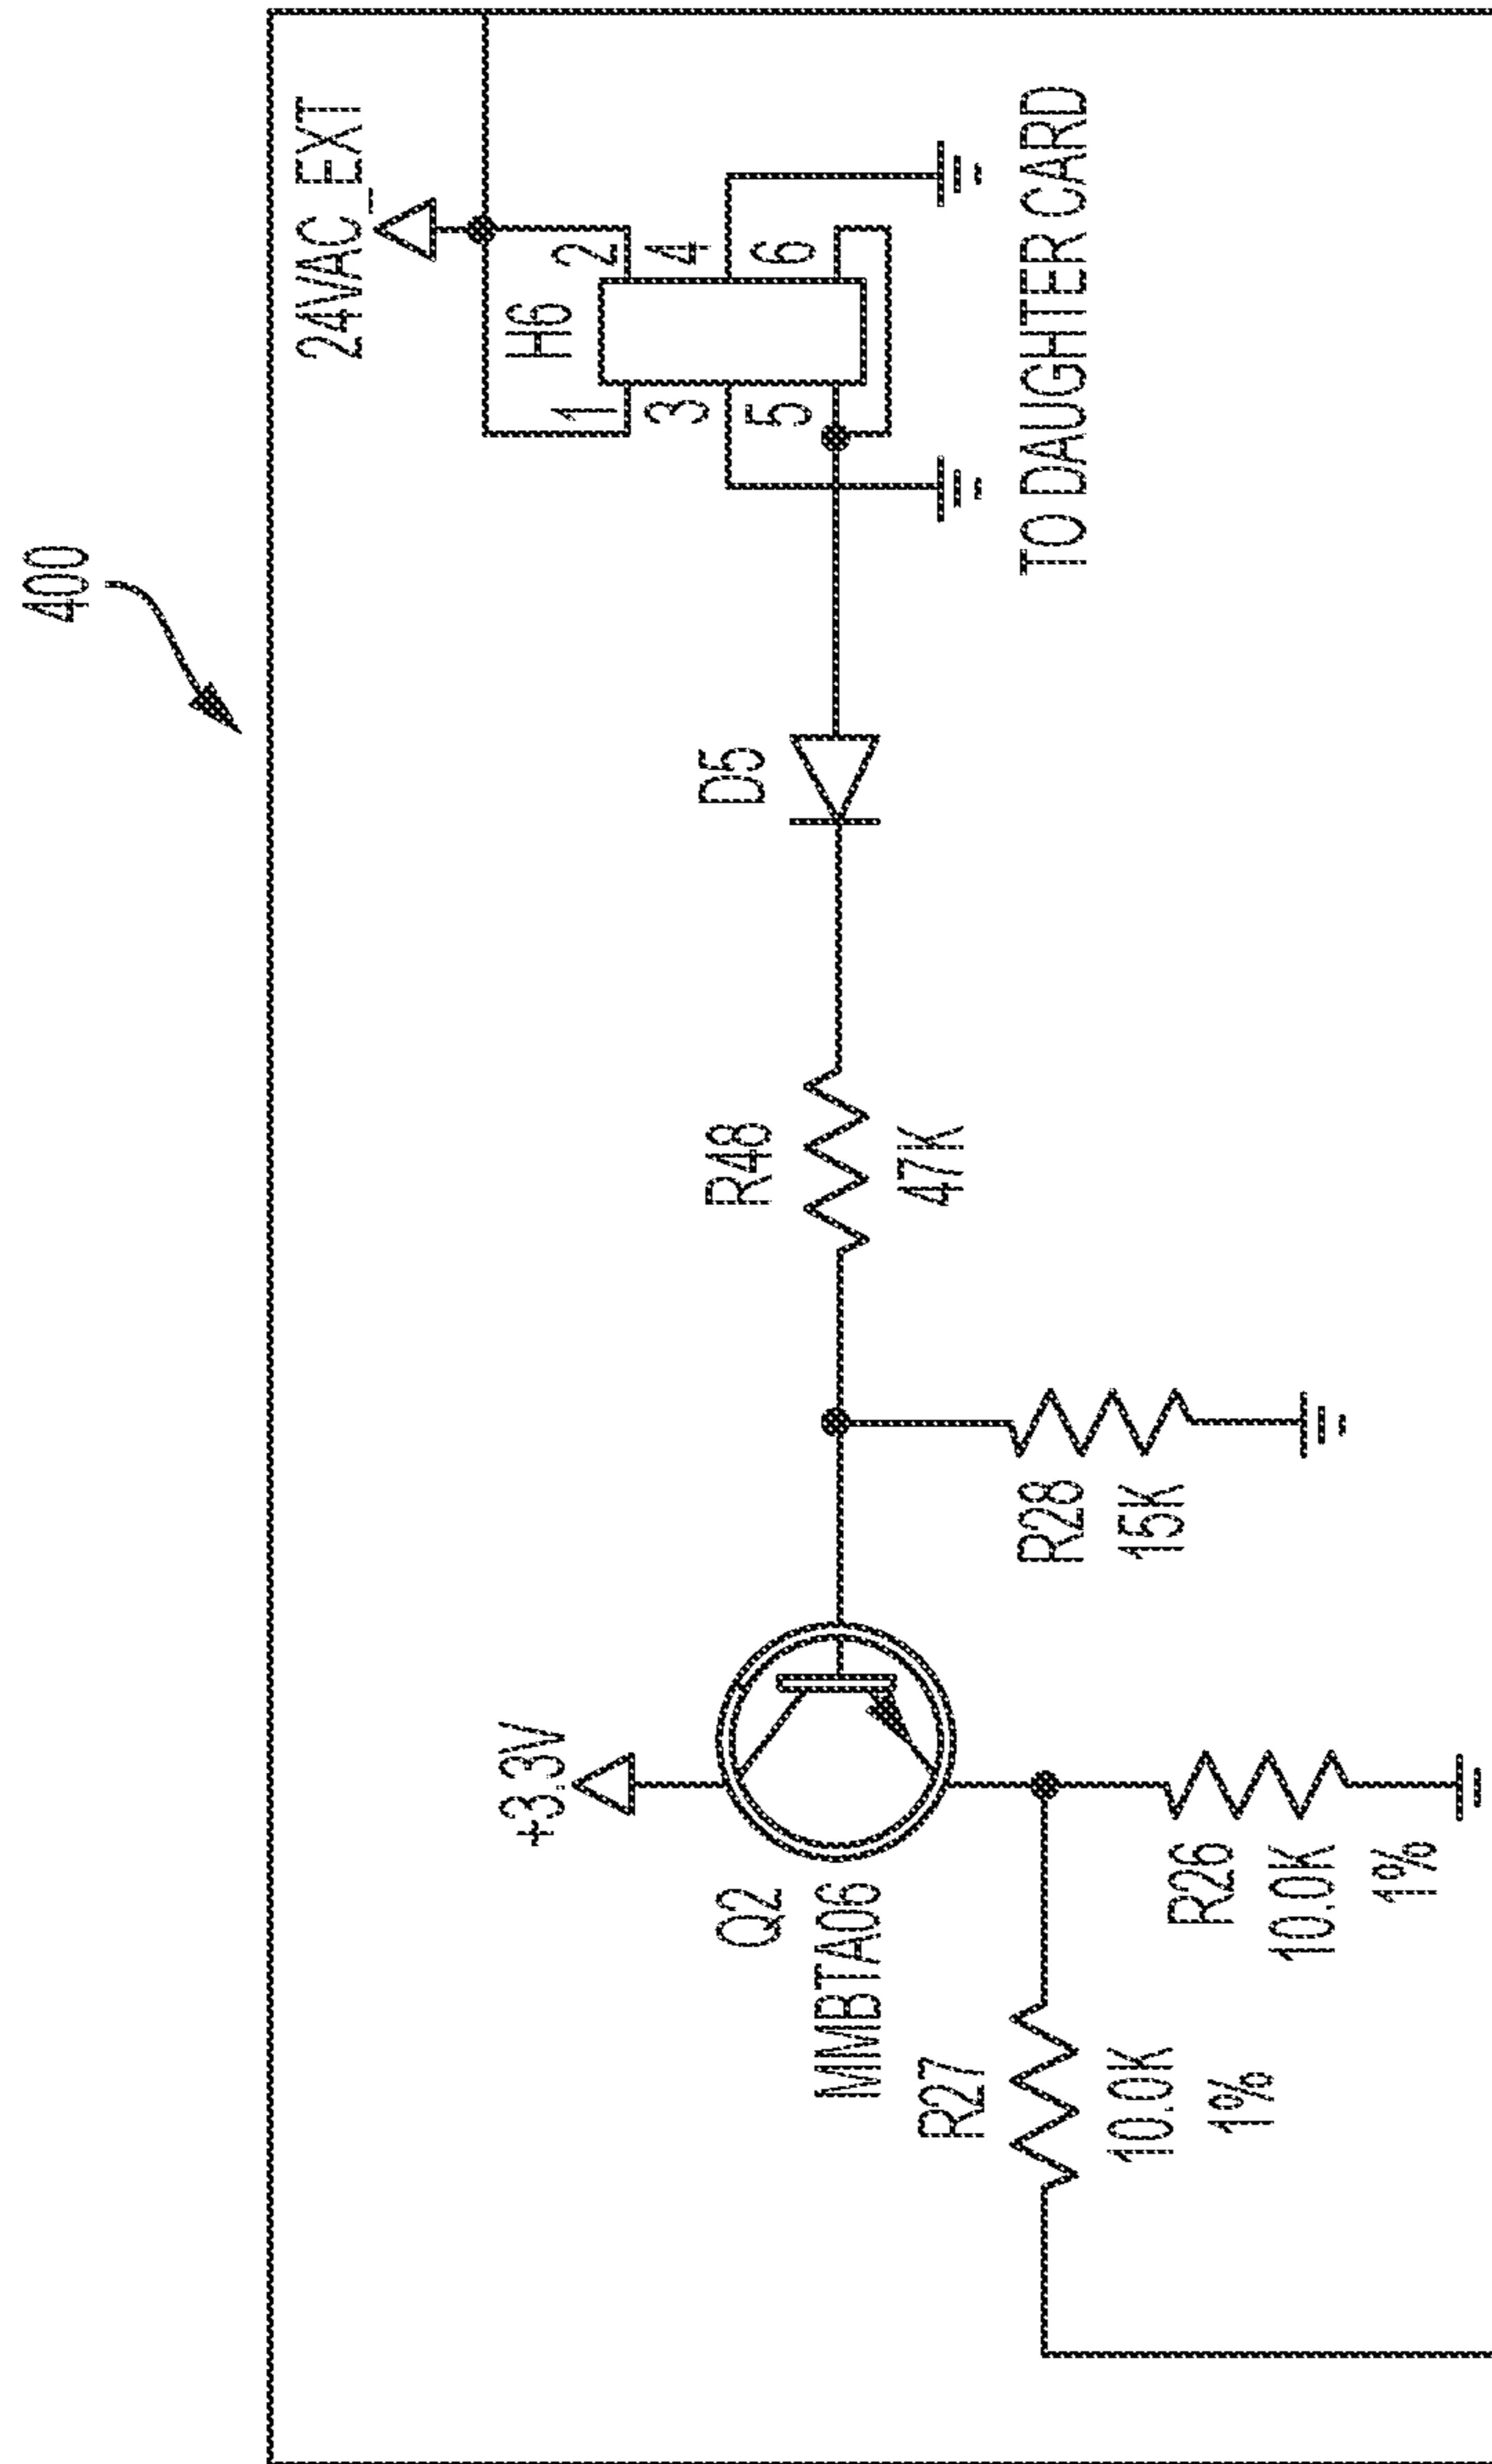 400
24VAC_EXT
H6
1
2
3
4
5
6
TO DAUGHTER CARD
D5
R48
47K
R28
15K
+3.3V
Q2
MMBTA06
R26
10.0K
1%
R27
10.0K
1%